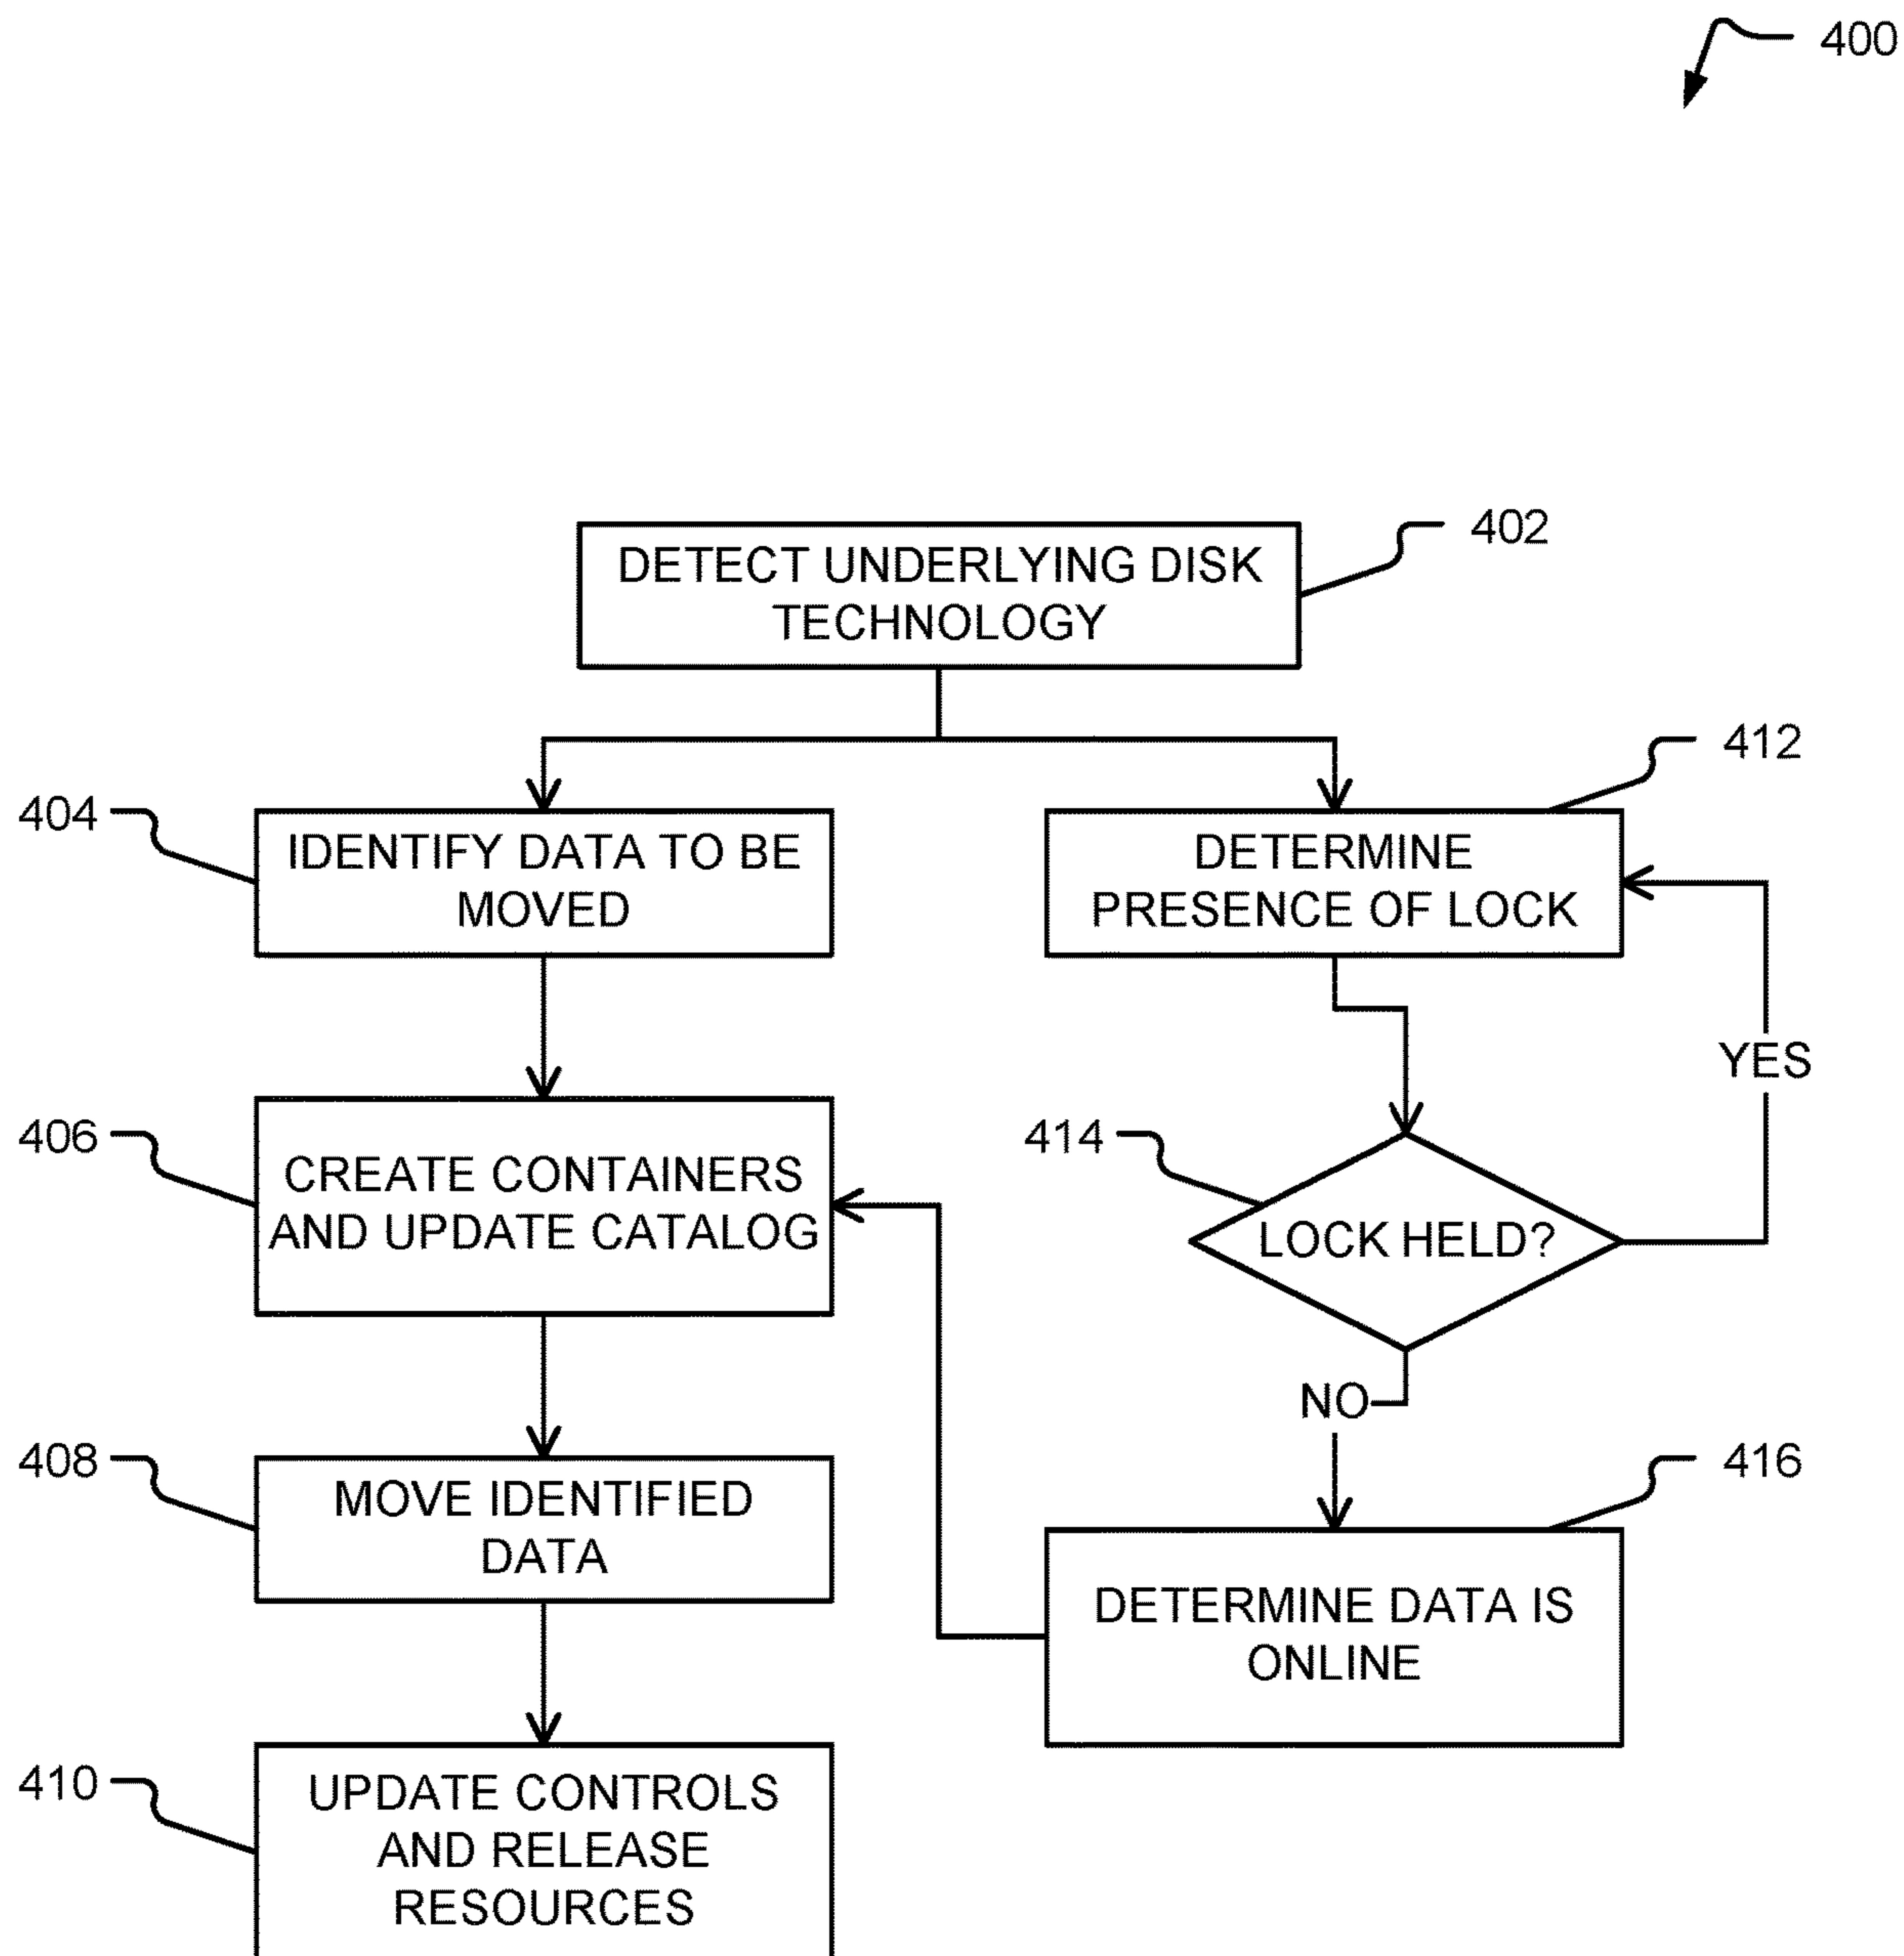 400
402
DETECT UNDERLYING DISK
TECHNOLOGY
412
404
IDENTIFY DATA TO BE
MOVED
DETERMINE
PRESENCE OF LOCK
YES
406
CREATE CONTAINERS
AND UPDATE CATALOG
414
LOCK HELD?
NO
408
MOVE IDENTIFIED
DATA
416
DETERMINE DATA IS
ONLINE
410
UPDATE CONTROLS
AND RELEASE
RESOURCES